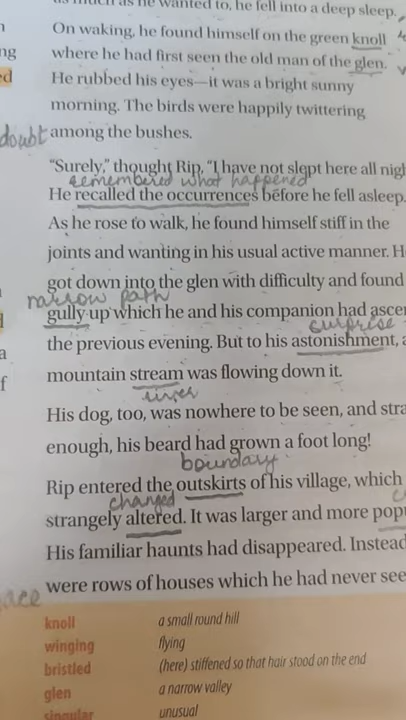 as much as he wanted to, he fell into a deep sleep.
On waking, he found himself on the green knoll
where he had first seen the old man of the glen.
He rubbed his eyes—it was a bright sunny
morning. The birds were happily twittering
doubt
among the bushes.
"Surely," thought Rip, "I have not slept here all nigh
remembered what happened
He recalled the occurrences before he fell asleep.
As he rose to walk, he found himself stiff in the
joints and wanting in his usual active manner. H
got down into the glen with difficulty and found
narrow path
gully up which he and his companion had asce
surprise
the previous evening. But to his astonishment, a
mountain stream was flowing down it.
river
His dog, too, was nowhere to be seen, and stra
enough, his beard had grown a foot long!
boundary
Rip entered the outskirts of his village, which
changed
strangely altered. It was larger and more pop
His familiar haunts had disappeared. Instead
were rows of houses which he had never see
knoll a small round hill
winging flying
bristled (here) stiffened so that hair stood on the end
glen a narrow valley
singular unusual